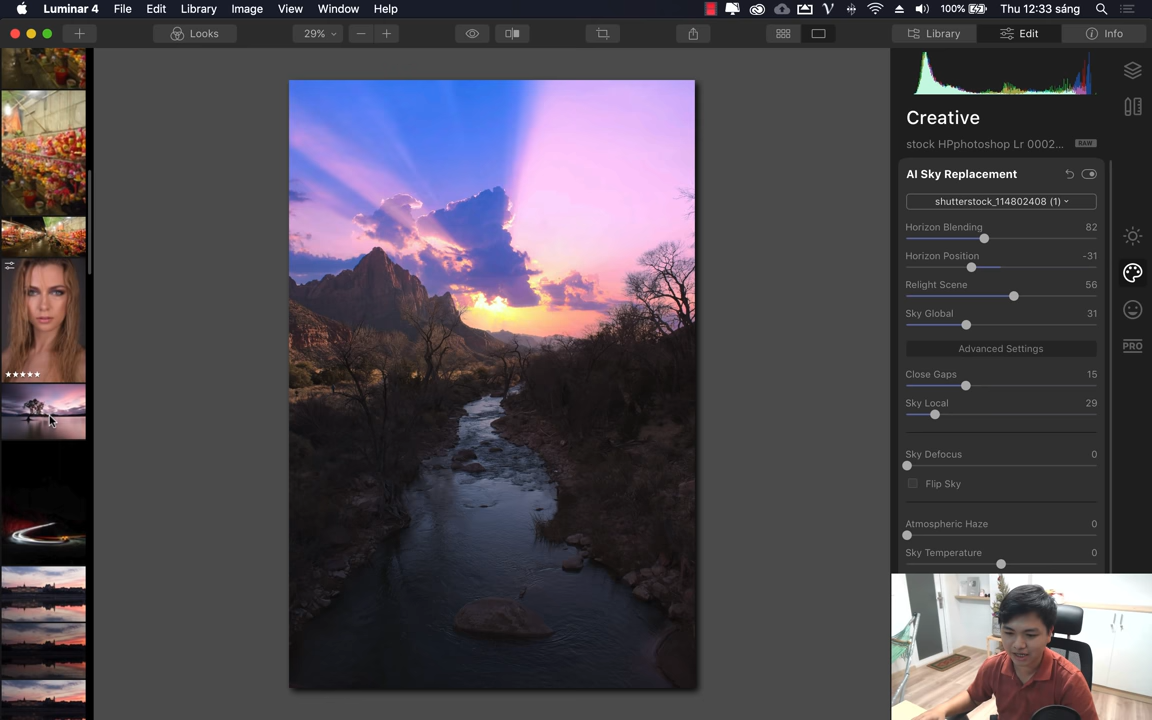 Luminar 4 File Edit Library Image View Window Help 100% Thu 12:33 sáng
Looks 29% Library Edit Info
Creative
stock HPphotoshop Lr 0002... RAW
AI Sky Replacement
shutterstock_114802408 (1)
Horizon Blending 82
Horizon Position -31
Relight Scene 56
Sky Global 31
PRO
Advanced Settings
Close Gaps 15
Sky Local 29
Sky Defocus 0
Flip Sky
Atmospheric Haze 0
Sky Temperature 0